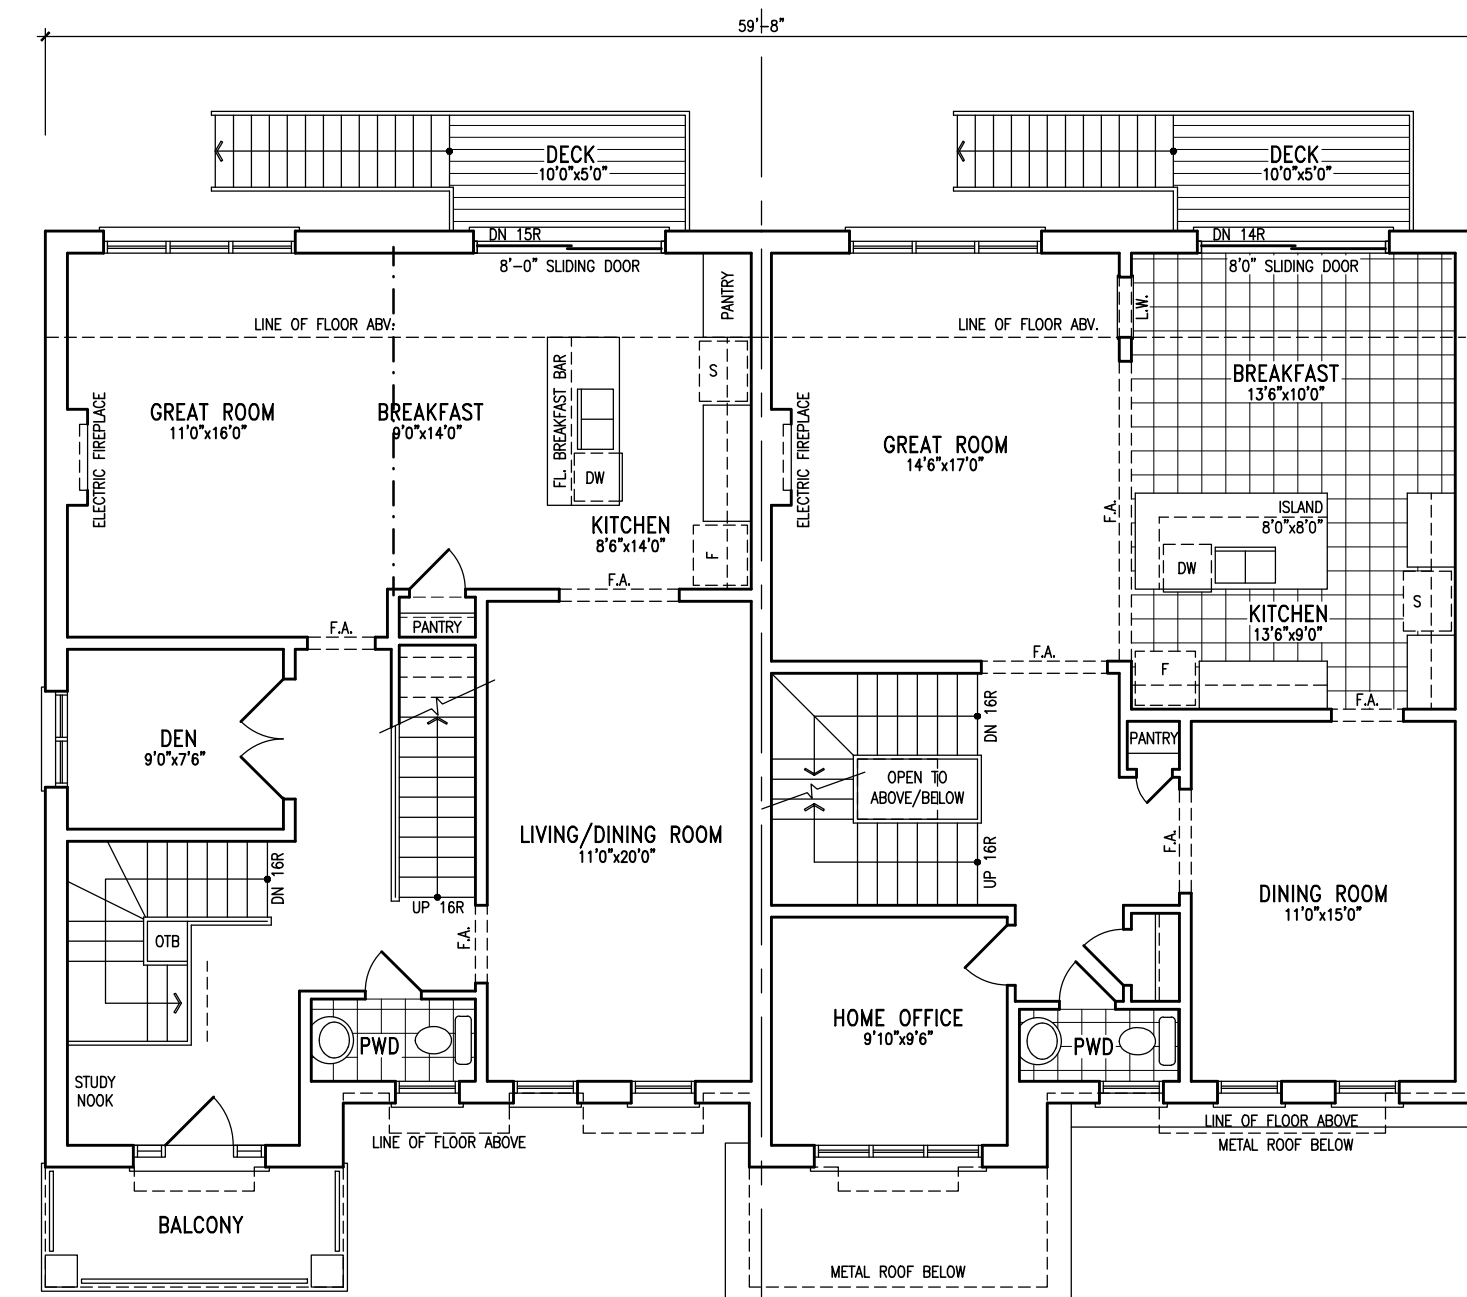 59'-8"
DECK
10'0"x5'0"
DECK
10'0"x5'0"
DN 15R
8'-0" SLIDING DOOR
DN 14R
8'0" SLIDING DOOR
PANTRY
L.W.
LINE OF FLOOR ABV.
LINE OF FLOOR ABV.
S
FL. BREAKFAST BAR
BREAKFAST
13'6"x10'0"
GREAT ROOM
11'0"x16'0"
BREAKFAST
9'0"x14'0"
ELECTRIC FIREPLACE
ELECTRIC FIREPLACE
GREAT ROOM
14'6"x17'0"
DW
F.A.
ISLAND
8'0"x8'0"
KITCHEN
8'6"x14'0"
F
DW
F.A.
S
KITCHEN
13'6"x9'0"
F.A.
PANTRY
F.A.
F
F.A.
DN 16R
DEN
9'0"x7'6"
PANTRY
OPEN TO
ABOVE/BELOW
LIVING/DINING ROOM
11'0"x20'0"
F.A.
DN 16R
UP 16R
UP 16R
DINING ROOM
11'0"x15'0"
OTB
F.A.
HOME OFFICE
9'10"x9'6"
PWD
PWD
STUDY
NOOK
LINE OF FLOOR ABOVE
LINE OF FLOOR ABOVE
METAL ROOF BELOW
BALCONY
METAL ROOF BELOW